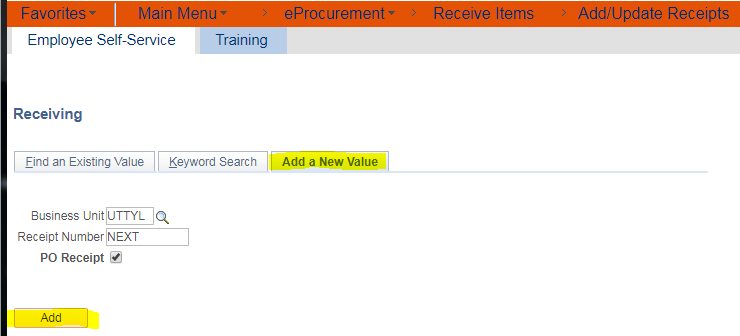 Favorites Main Menu > eProcurement > Receive Items > Add/Update Receipts
Employee Self-Service Training
Receiving
Find an Existing Value Keyword Search Add a New Value
Business Unit UTTYL
Receipt Number NEXT
PO Receipt
Add